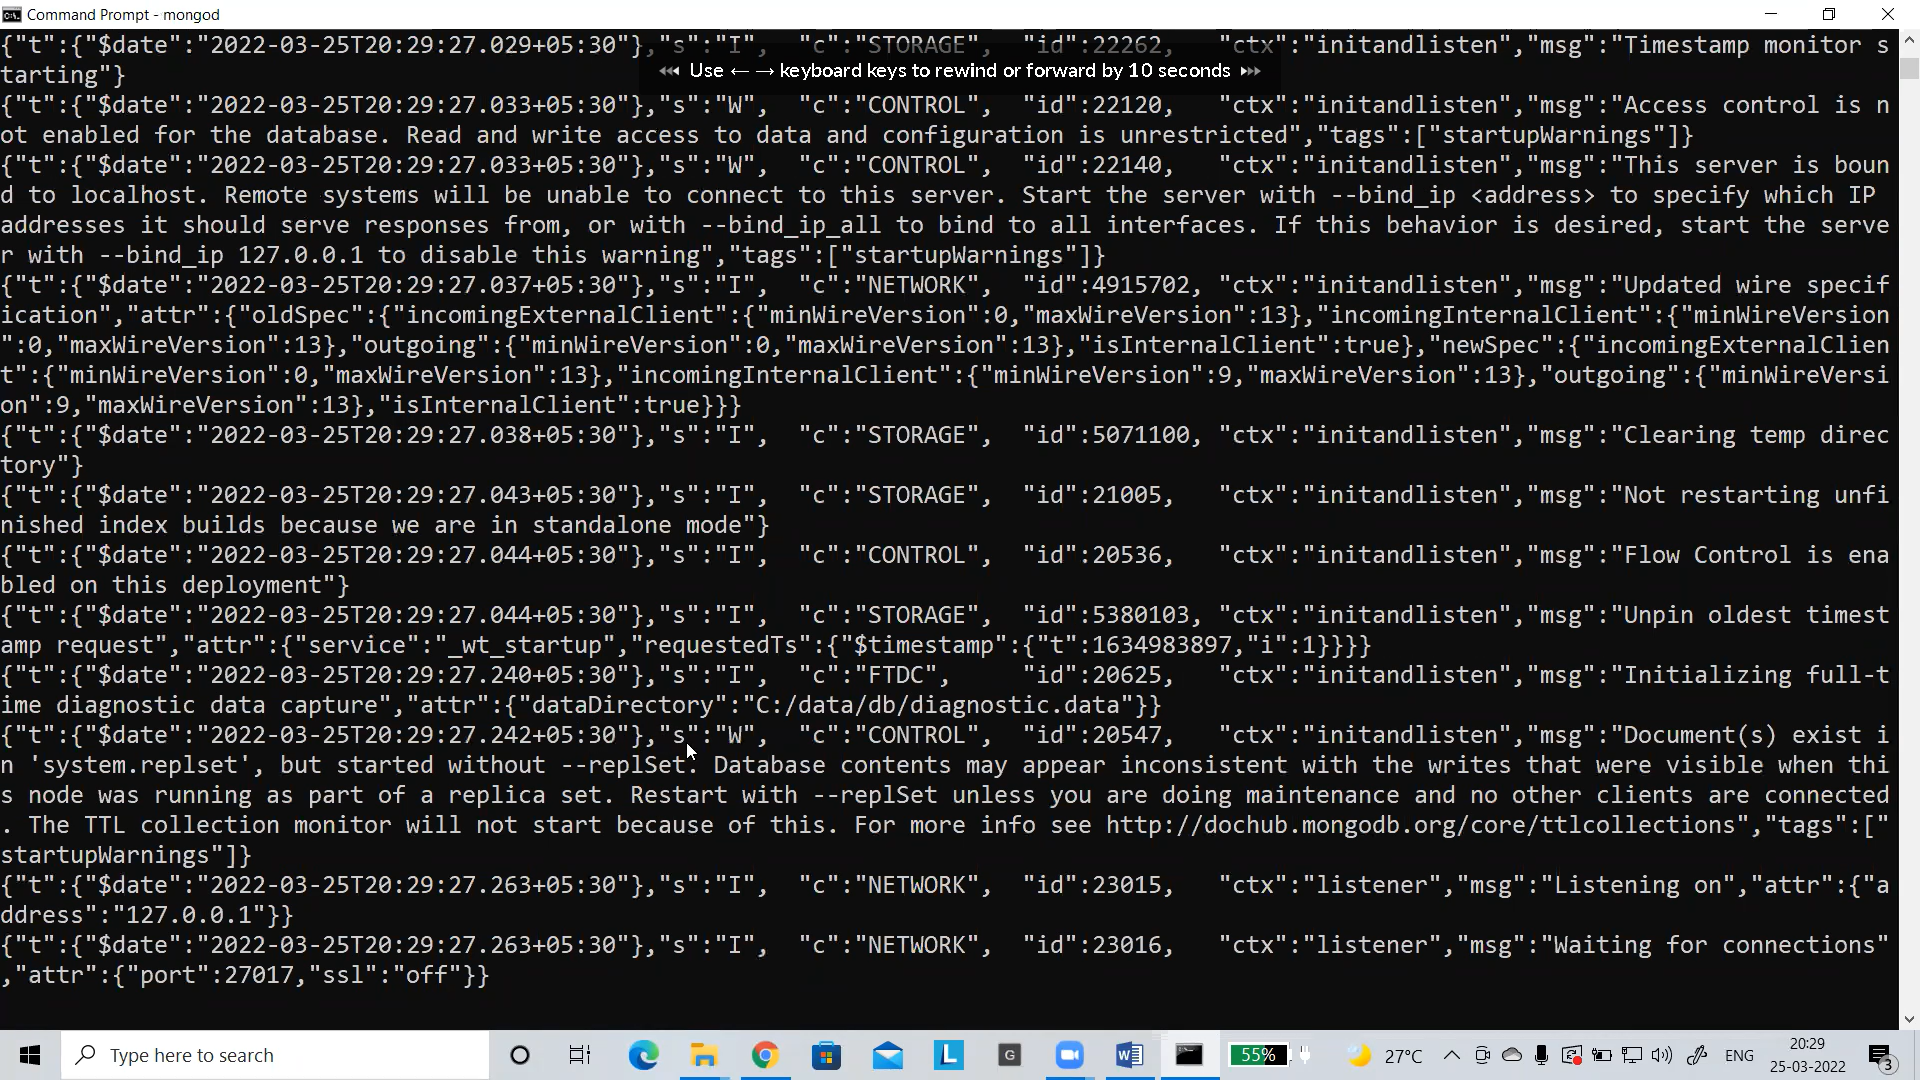 Command Prompt - mongod
{"t":{"$date":"2022-03-25T20:29:27.029+05:30"},"s":"I",  "c":"STORAGE",  "id":22262,   "ctx":"initandlisten","msg":"Timestamp monitor s
tarting"}
Use ← → keyboard keys to rewind or forward by 10 seconds
{"t":{"$date":"2022-03-25T20:29:27.033+05:30"},"s":"W",  "c":"CONTROL",  "id":22120,   "ctx":"initandlisten","msg":"Access control is n
ot enabled for the database. Read and write access to data and configuration is unrestricted","tags":["startupWarnings"]}
{"t":{"$date":"2022-03-25T20:29:27.033+05:30"},"s":"W",  "c":"CONTROL",  "id":22140,   "ctx":"initandlisten","msg":"This server is boun
d to localhost. Remote systems will be unable to connect to this server. Start the server with --bind_ip <address> to specify which IP
addresses it should serve responses from, or with --bind_ip_all to bind to all interfaces. If this behavior is desired, start the serve
r with --bind_ip 127.0.0.1 to disable this warning","tags":["startupWarnings"]}
{"t":{"$date":"2022-03-25T20:29:27.037+05:30"},"s":"I",  "c":"NETWORK",  "id":4915702, "ctx":"initandlisten","msg":"Updated wire specif
ication","attr":{"oldSpec":{"incomingExternalClient":{"minWireVersion":0,"maxWireVersion":13},"incomingInternalClient":{"minWireVersion
":0,"maxWireVersion":13},"outgoing":{"minWireVersion":0,"maxWireVersion":13},"isInternalClient":true},"newSpec":{"incomingExternalClien
t":{"minWireVersion":0,"maxWireVersion":13},"incomingInternalClient":{"minWireVersion":9,"maxWireVersion":13},"outgoing":{"minWireVersi
on":9,"maxWireVersion":13},"isInternalClient":true}}}
{"t":{"$date":"2022-03-25T20:29:27.038+05:30"},"s":"I",  "c":"STORAGE",  "id":5071100, "ctx":"initandlisten","msg":"Clearing temp direc
tory"}
{"t":{"$date":"2022-03-25T20:29:27.043+05:30"},"s":"I",  "c":"STORAGE",  "id":21005,   "ctx":"initandlisten","msg":"Not restarting unfi
nished index builds because we are in standalone mode"}
{"t":{"$date":"2022-03-25T20:29:27.044+05:30"},"s":"I",  "c":"CONTROL",  "id":20536,   "ctx":"initandlisten","msg":"Flow Control is ena
bled on this deployment"}
{"t":{"$date":"2022-03-25T20:29:27.044+05:30"},"s":"I",  "c":"STORAGE",  "id":5380103, "ctx":"initandlisten","msg":"Unpin oldest timest
amp request","attr":{"service":"_wt_startup","requestedTs":{"$timestamp":{"t":1634983897,"i":1}}}}
{"t":{"$date":"2022-03-25T20:29:27.240+05:30"},"s":"I",  "c":"FTDC",     "id":20625,   "ctx":"initandlisten","msg":"Initializing full-t
ime diagnostic data capture","attr":{"dataDirectory":"C:/data/db/diagnostic.data"}}
{"t":{"$date":"2022-03-25T20:29:27.242+05:30"},"s":"W",  "c":"CONTROL",  "id":20547,   "ctx":"initandlisten","msg":"Document(s) exist i
n 'system.replset', but started without --replSet. Database contents may appear inconsistent with the writes that were visible when thi
s node was running as part of a replica set. Restart with --replSet unless you are doing maintenance and no other clients are connected
. The TTL collection monitor will not start because of this. For more info see http://dochub.mongodb.org/core/ttlcollections","tags":["
startupWarnings"]}
{"t":{"$date":"2022-03-25T20:29:27.263+05:30"},"s":"I",  "c":"NETWORK",  "id":23015,   "ctx":"listener","msg":"Listening on","attr":{"a
ddress":"127.0.0.1"}}
{"t":{"$date":"2022-03-25T20:29:27.263+05:30"},"s":"I",  "c":"NETWORK",  "id":23016,   "ctx":"listener","msg":"Waiting for connections"
,"attr":{"port":27017,"ssl":"off"}}
Type here to search
L
G
W
55%
27°C
ENG
20:29
25-03-2022
3